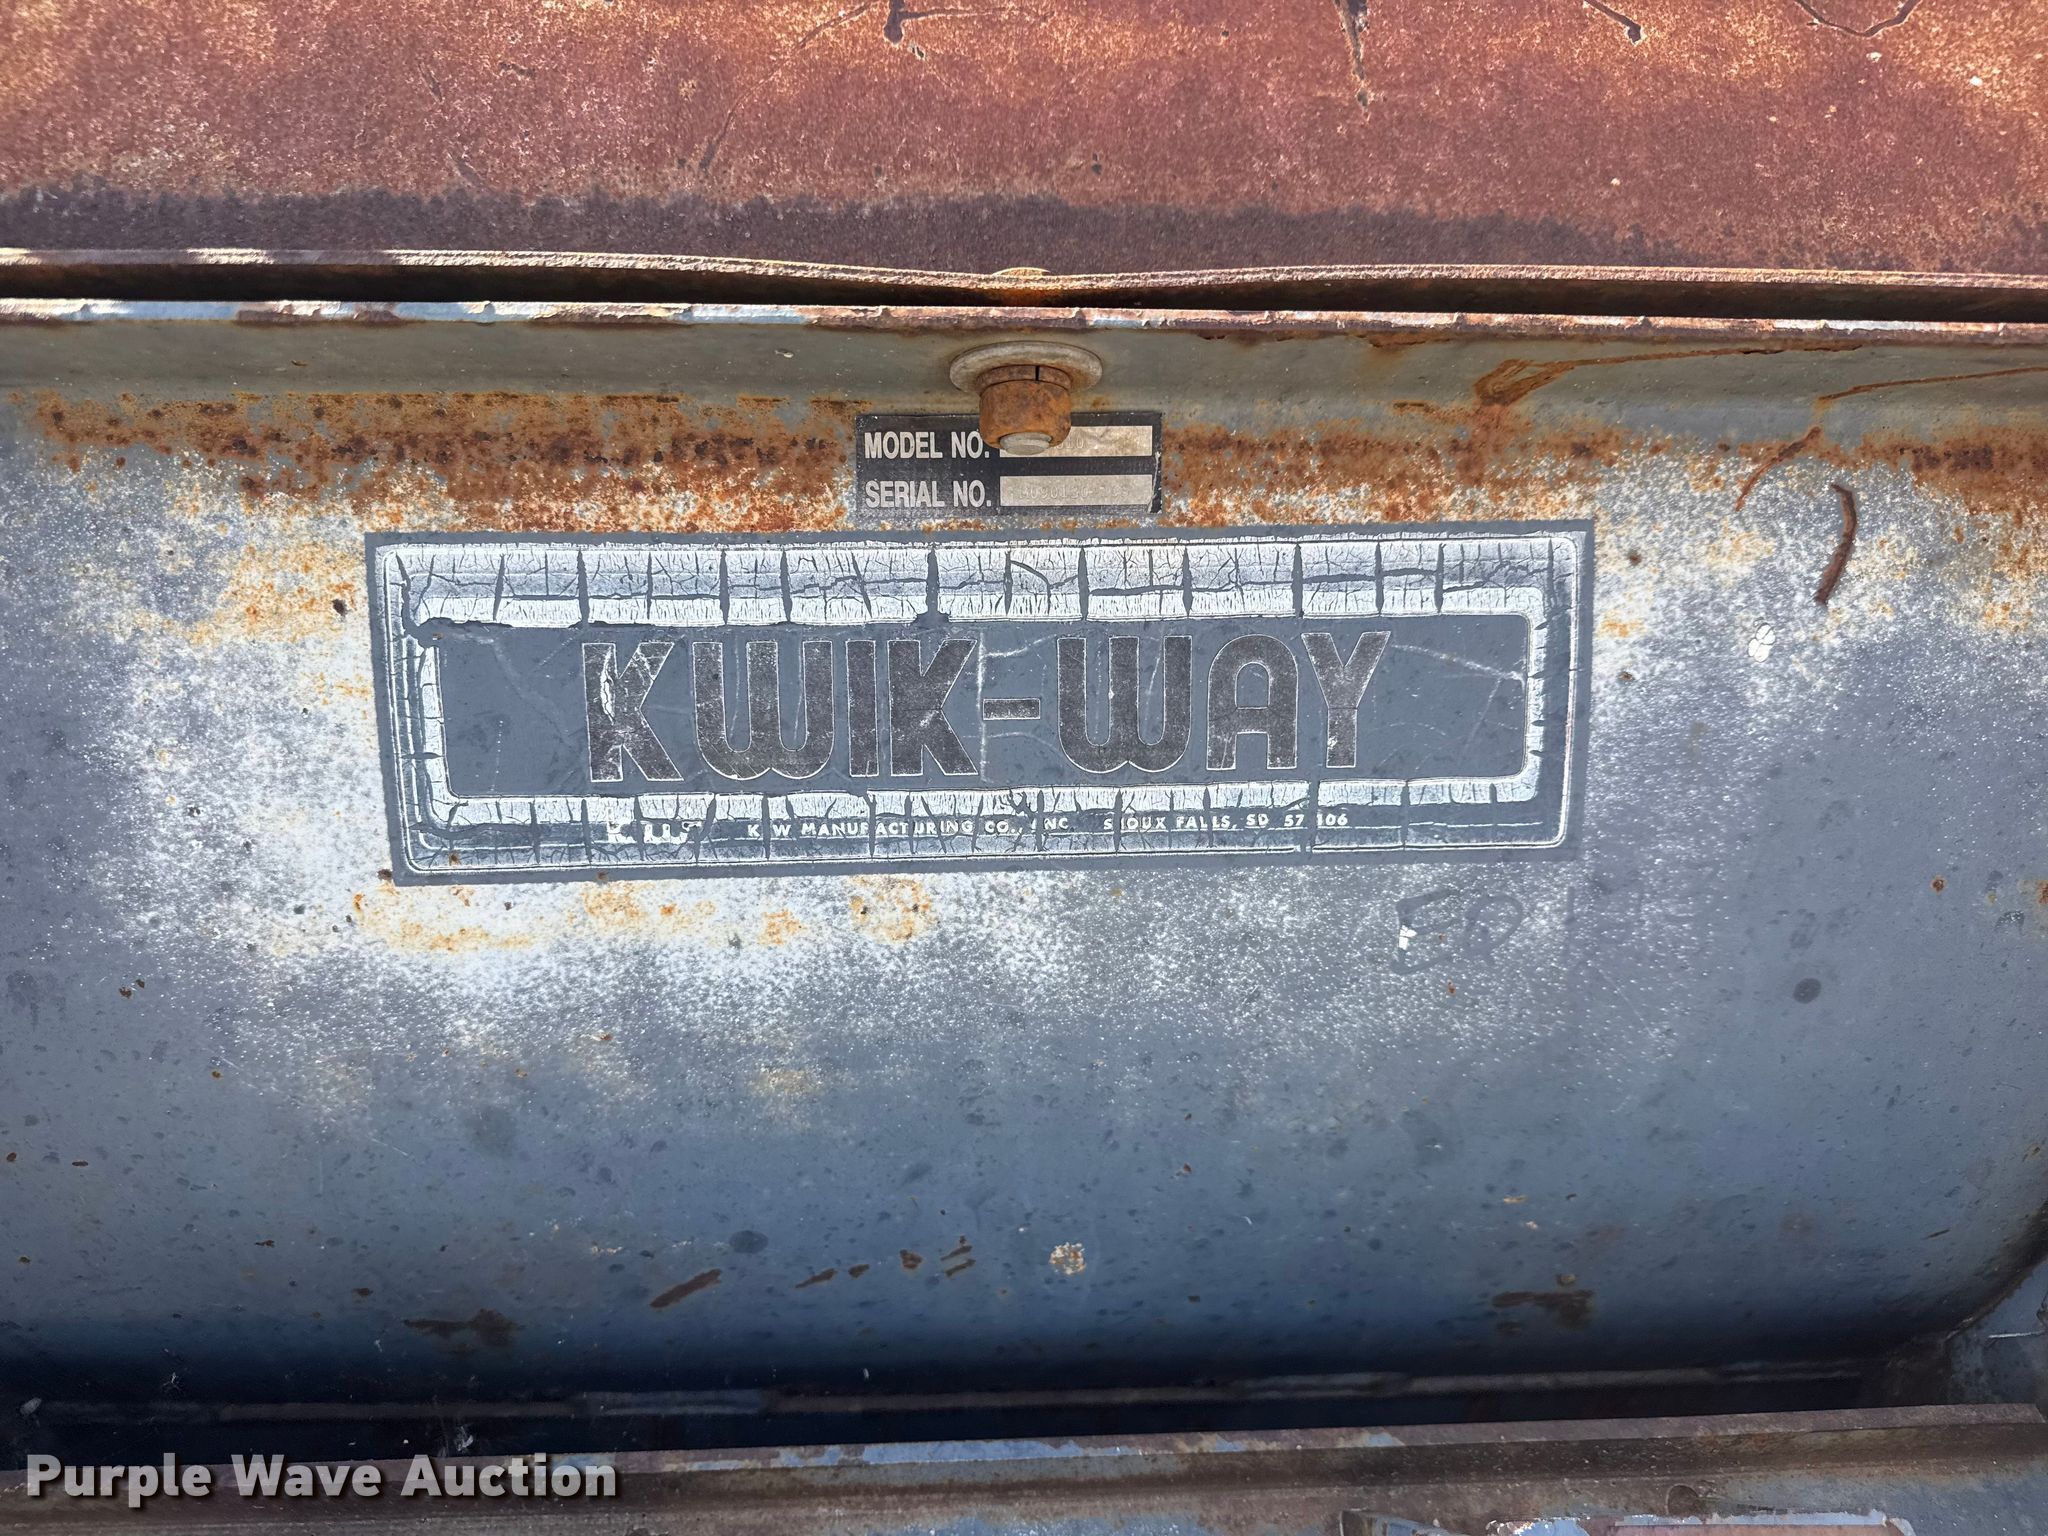 MODEL NO.
SERIAL NO.
KWIK-WAY
K-W MANUFACTURING CO., INC. SIOUX FALLS, SD
Purple Wave Auction